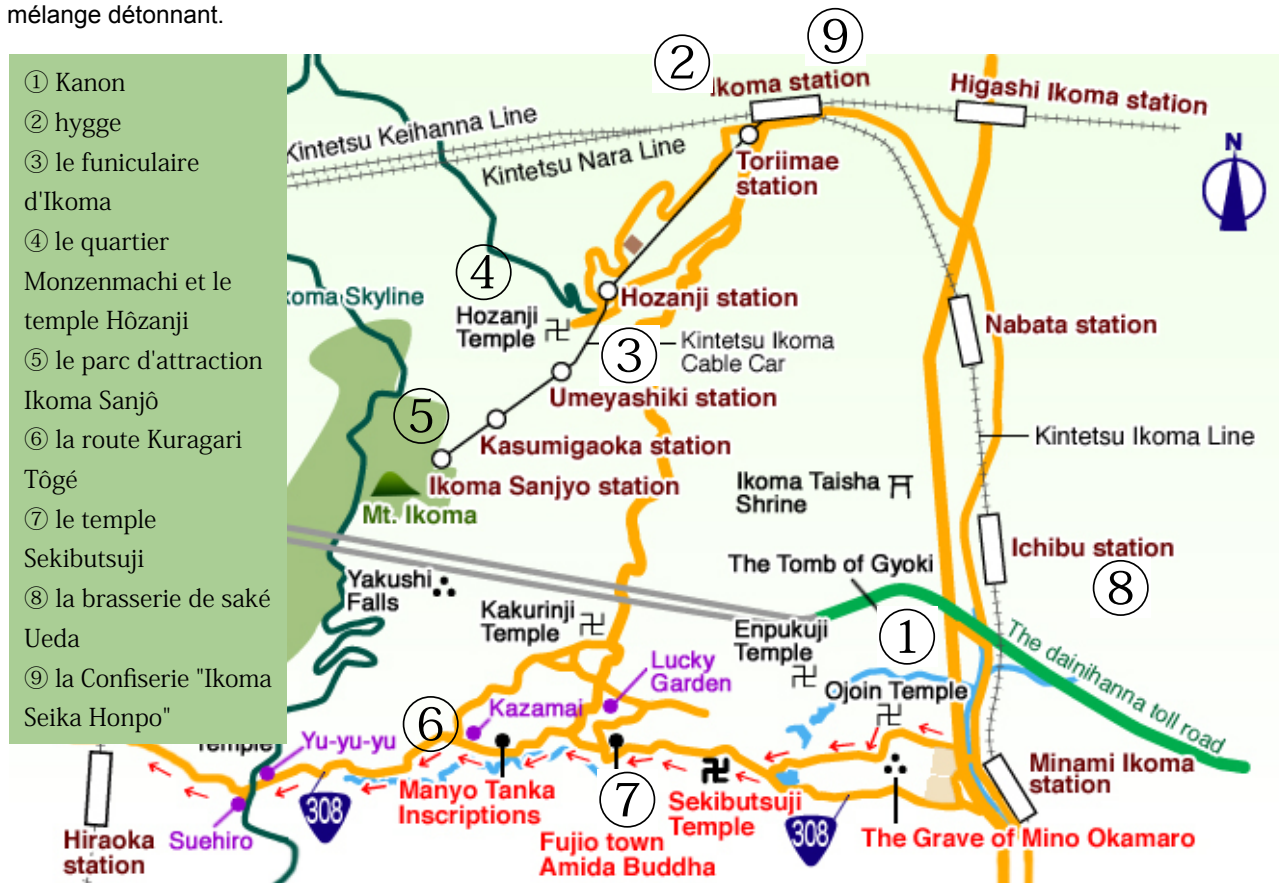 mélange détonnant.
① Kanon
② hygge
③ le funiculaire
d'Ikoma
④ le quartier
Monzenmachi et le
temple Hôzanji
⑤ le parc d'attraction
Ikoma Sanjô
⑥ la route Kuragari
Tôgé
⑦ le temple
Sekibutsuji
⑧ la brasserie de saké
Ueda
⑨ la Confiserie "Ikoma
Seika Honpo"
②
⑨
Ikoma station
Higashi Ikoma station
Kintetsu Keihanna Line
Kintetsu Nara Line
Toriimae
station
N
④
koma Skyline
Hozanji
Temple
Hozanji station
③
Kintetsu Ikoma
Cable Car
Nabata station
Umeyashiki station
⑤
Kasumigaoka station
Kintetsu Ikoma Line
Ikoma Sanjyo station
Mt. Ikoma
Ikoma Taisha
Shrine
Ichibu station
⑧
The Tomb of Gyoki
①
Yakushi
Falls
Kakurinji
Temple
Enpukuji
Temple
The dainihanna toll road
Lucky
Garden
Ojoin Temple
⑥
Kazamai
Temple
Yu-yu-yu
308
Manyo Tanka
Inscriptions
⑦
Sekibutsuji
Temple
308
Minami Ikoma
station
Suehiro
Hiraoka
station
Fujio town
Amida Buddha
The Grave of Mino Okamaro